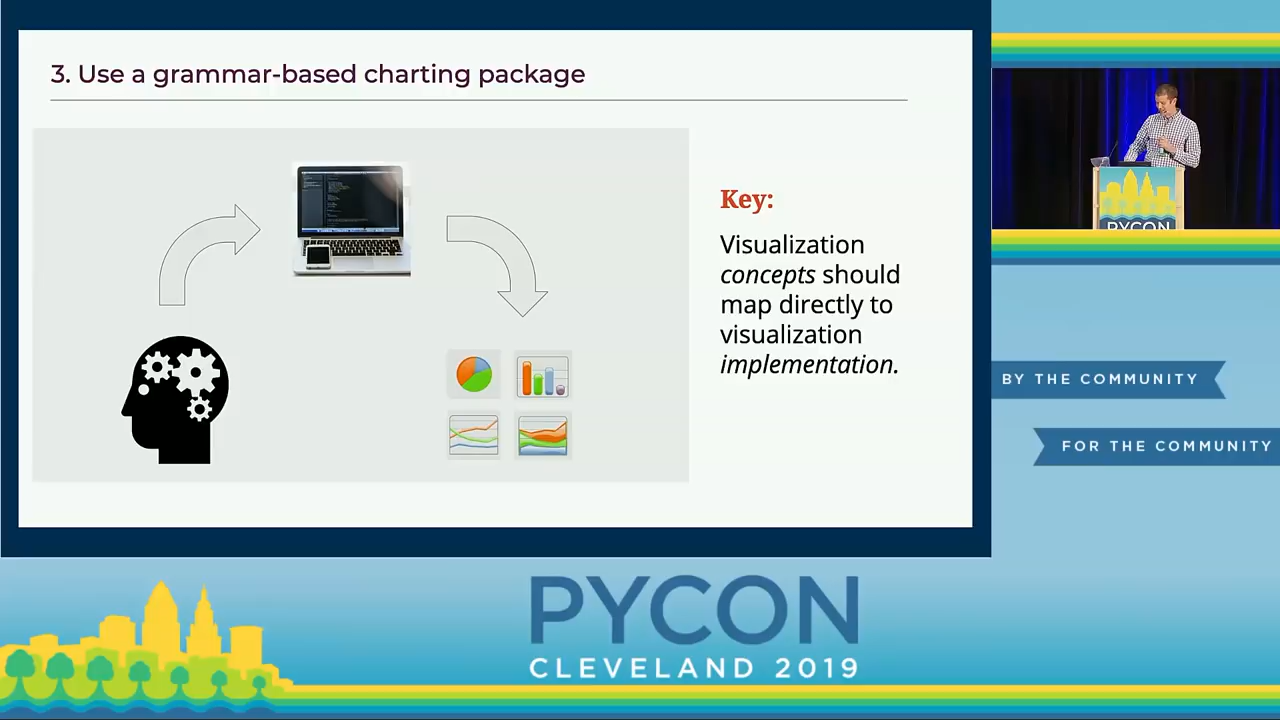 3. Use a grammar-based charting package
Key:
Visualization
concepts should
map directly to
visualization
implementation.
PYCON
BY THE COMMUNITY
FOR THE COMMUNITY
PYCON
CLEVELAND 2019